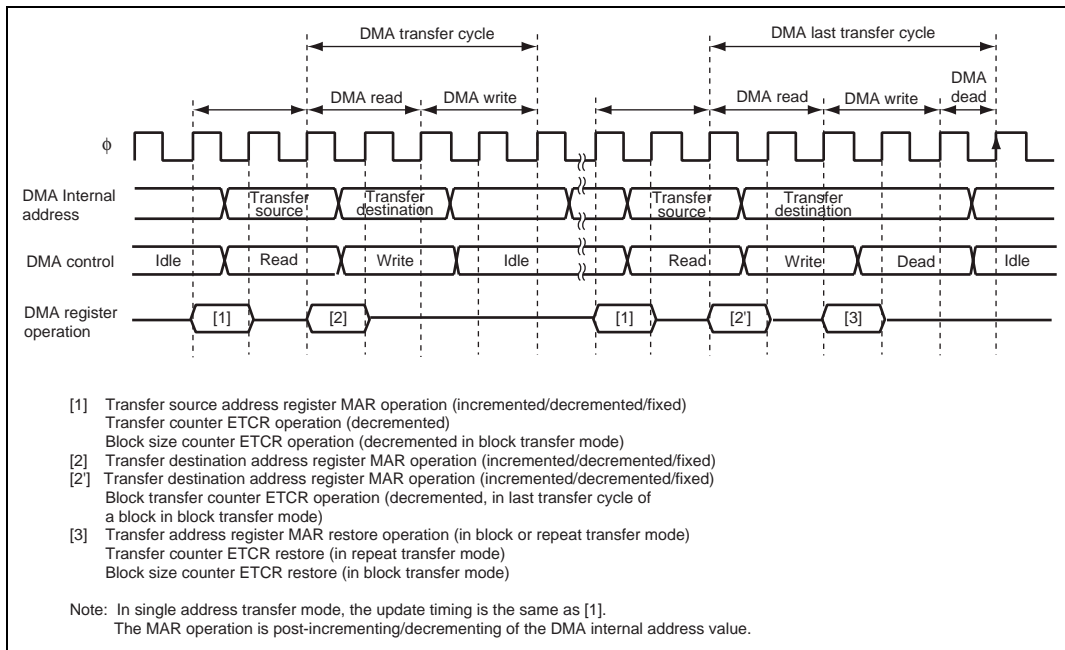 DMA transfer cycle
DMA last transfer cycle
DMA read
DMA write
DMA read
DMA write
DMA
dead
ϕ
DMA Internal
address
Transfer
source
Transfer
destination
Transfer
source
Transfer
destination
DMA control
Idle
Read
Write
Idle
Read
Write
Dead
Idle
DMA register
operation
[1]
[2]
[1]
[2']
[3]
[1] Transfer source address register MAR operation (incremented/decremented/fixed)
Transfer counter ETCR operation (decremented)
Block size counter ETCR operation (decremented in block transfer mode)
[2] Transfer destination address register MAR operation (incremented/decremented/fixed)
[2'] Transfer destination address register MAR operation (incremented/decremented/fixed)
Block transfer counter ETCR operation (decremented, in last transfer cycle of
a block in block transfer mode)
[3] Transfer address register MAR restore operation (in block or repeat transfer mode)
Transfer counter ETCR restore (in repeat transfer mode)
Block size counter ETCR restore (in block transfer mode)
Note: In single address transfer mode, the update timing is the same as [1].
The MAR operation is post-incrementing/decrementing of the DMA internal address value.